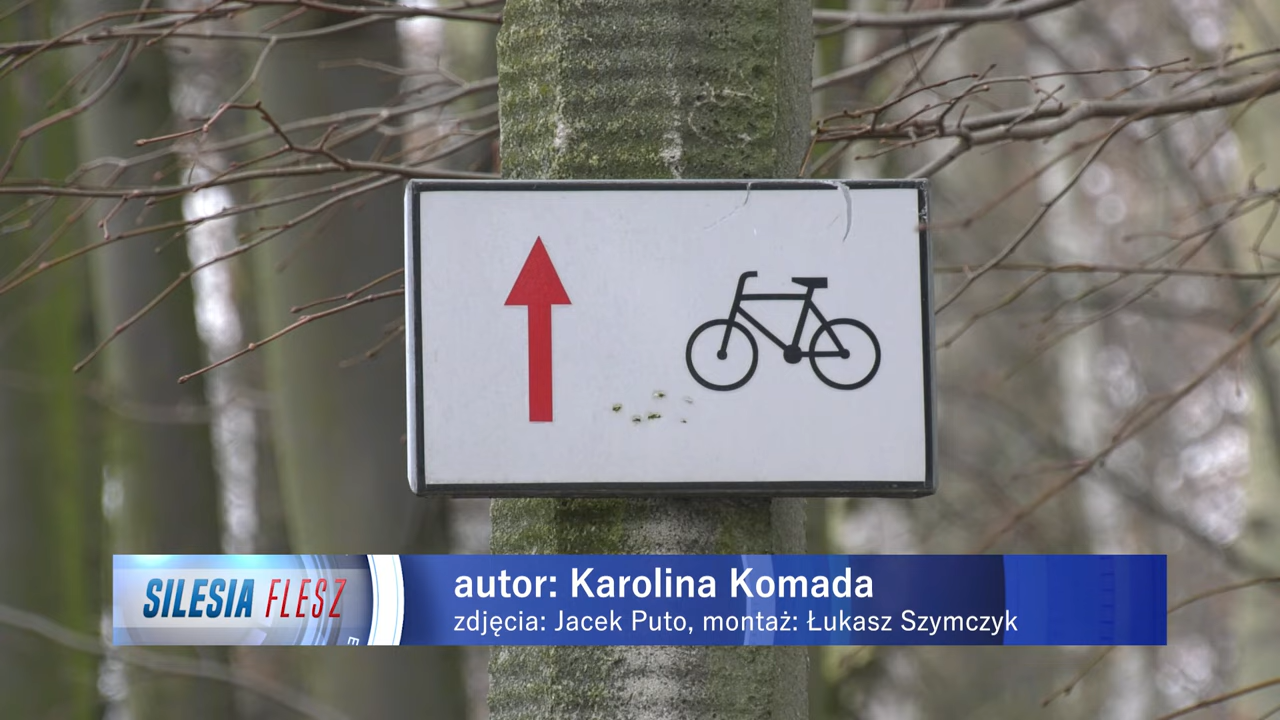 SILESIA FLESZ
autor: Karolina Komada
zdjęcia: Jacek Puto, montaż: Łukasz Szymczyk